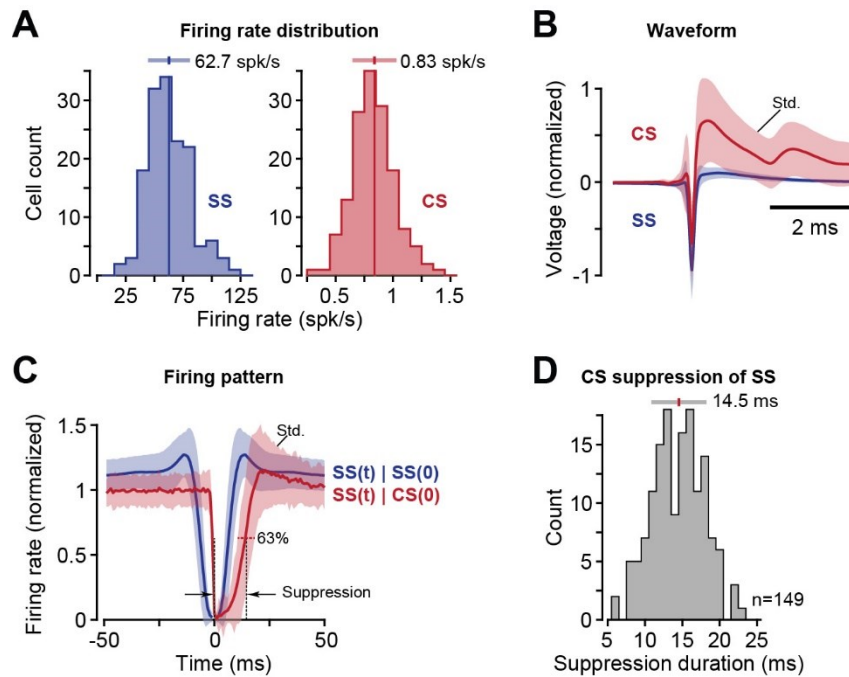 A
Firing rate distribution
62.7 spk/s
0.83 spk/s
Cell count
30
20
10
0
SS
25
75
125
30
20
10
0
CS
0.5
1
1.5
Firing rate (spk/s)
B
Waveform
Voltage (normalized)
1
0
-1
CS
SS
Std.
2 ms
C
Firing pattern
Firing rate (normalized)
1.5
1
0.5
0
Std.
SS(t) | SS(0)
SS(t) | CS(0)
63%
Suppression
-50
0
50
Time (ms)
D
CS suppression of SS
14.5 ms
Count
15
10
5
0
n=149
5
10
15
20
25
Suppression duration (ms)